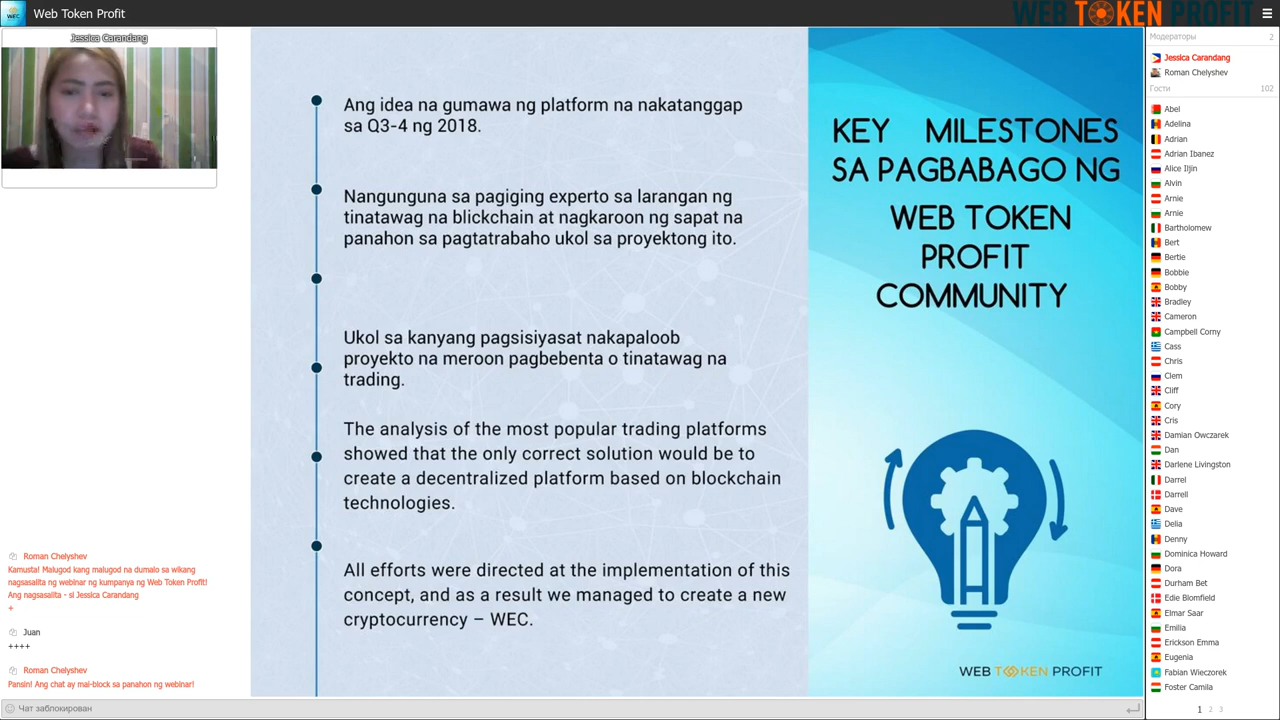 WEC
Web Token Profit
WEB TOKEN PROFIT
Jessica Carandang
Ang idea na gumawa ng platform na nakatanggap
sa Q3-4 ng 2018.
Nangunguna sa pagiging experto sa larangan ng
tinatawag na blickchain at nagkaroon ng sapat na
panahon sa pagtatrabaho ukol sa proyektong ito.
Ukol sa kanyang pagsisiyasat nakapaloob
proyekto na meroon pagbebenta o tinatawag na
trading.
The analysis of the most popular trading platforms
showed that the only correct solution would be to
create a decentralized platform based on blockchain
technologies.
All efforts were directed at the implementation of this
concept, and as a result we managed to create a new
cryptocurrency – WEC.
KEY MILESTONES
SA PAGBABAGO NG
WEB TOKEN
PROFIT
COMMUNITY
WEB TOKEN PROFIT
Roman Chelyshev
Kamusta! Malugod kang malugod na dumalo sa wikang
nagsasalita ng webinar ng kumpanya ng Web Token Profit!
Ang nagsasalita - si Jessica Carandang
+
Juan
++++
Roman Chelyshev
Pansin! Ang chat ay mai-block sa panahon ng webinar!
Чат заблокирован
Модераторы 2
Jessica Carandang
Roman Chelyshev
Гости 102
Abel
Adelina
Adrian
Adrian Ibanez
Alice Iljin
Alvin
Arnie
Arnie
Bartholomew
Bert
Bertie
Bobbie
Bobby
Bradley
Cameron
Campbell Corny
Cass
Chris
Clem
Cliff
Cory
Cris
Damian Owczarek
Dan
Darlene Livingston
Darrel
Darrell
Dave
Delia
Denny
Dominica Howard
Dora
Durham Bet
Edie Blomfield
Elmar Saar
Emilia
Erickson Emma
Eugenia
Fabian Wieczorek
Foster Camila
1 2 3